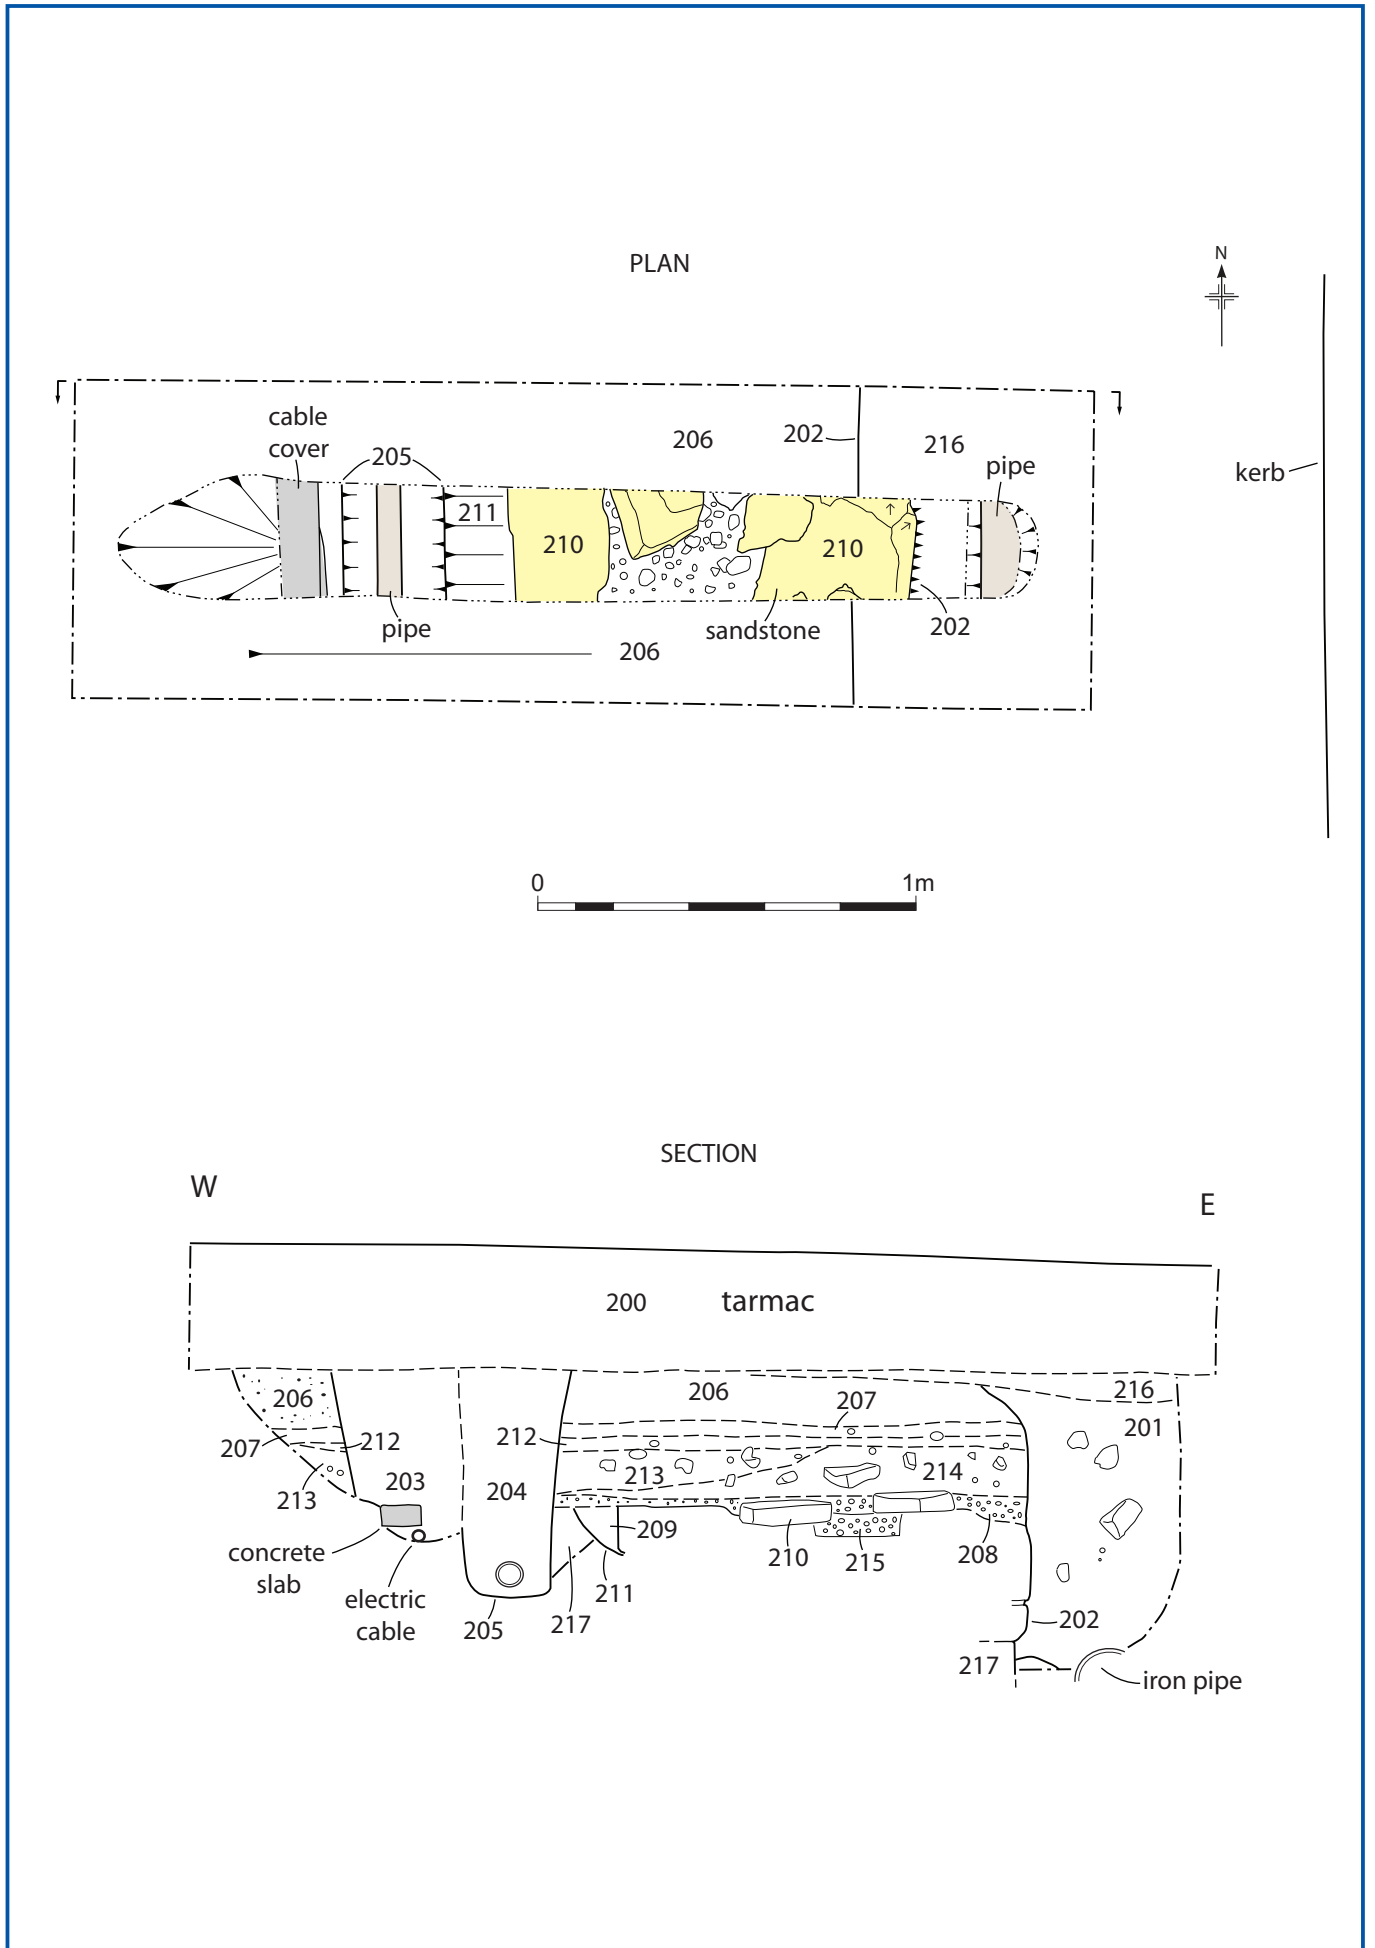 PLAN
N
cable
cover
205
206
202
216
pipe
kerb
211
210
210
pipe
sandstone
202
206
0 1m
SECTION
W
E
200 tarmac
206
206
207
216
201
207
212
212
203
213
214
213
204
209
concrete
slab
210
215
208
211
electric
cable
205
217
202
217
iron pipe